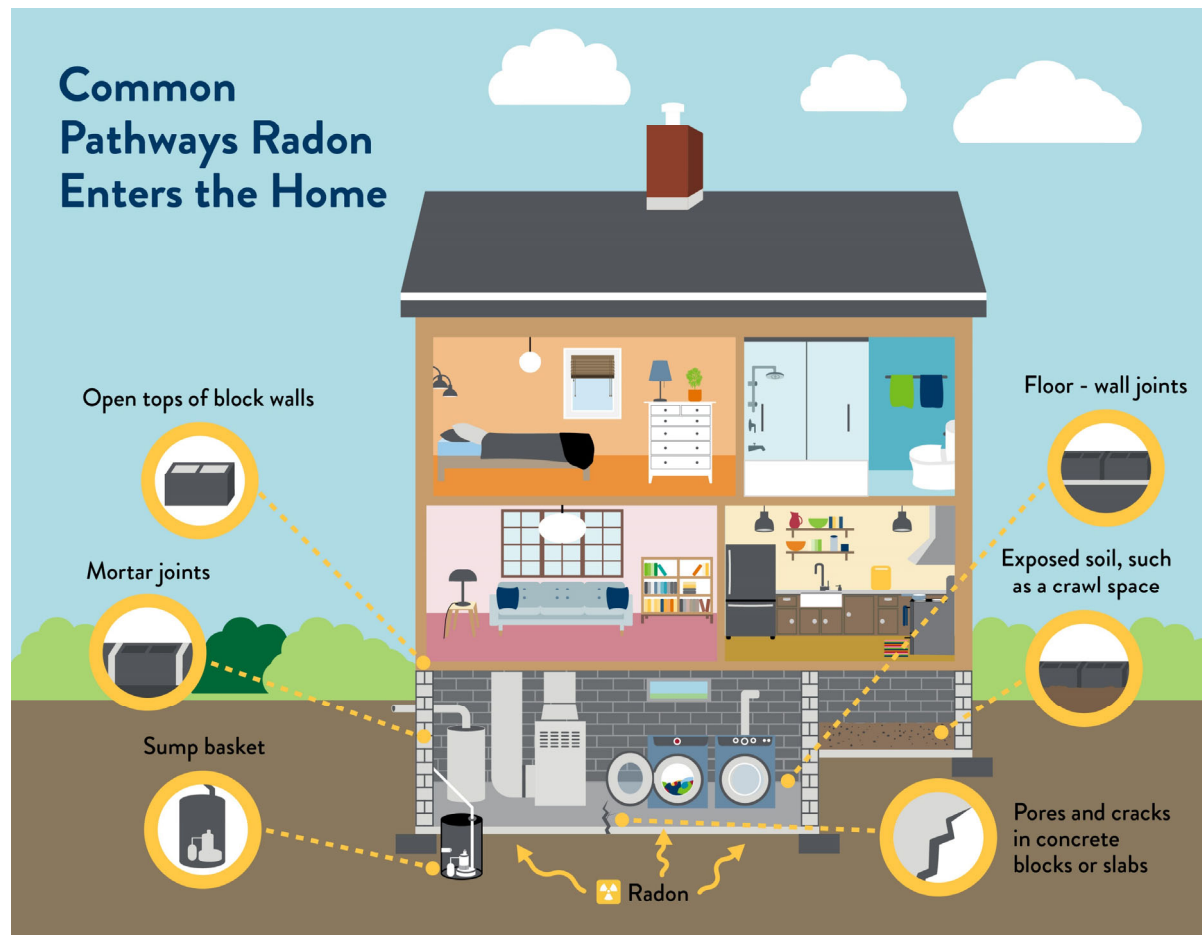 Common
Pathways Radon
Enters the Home
Open tops of block walls
Mortar joints
Sump basket
Floor - wall joints
Exposed soil, such
as a crawl space
Pores and cracks
in concrete
blocks or slabs
Radon